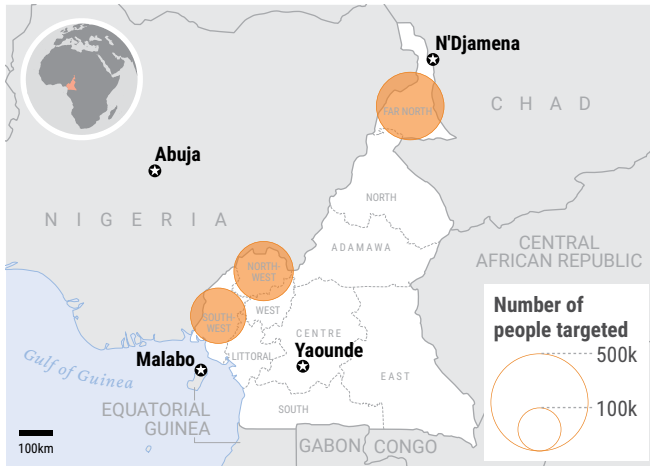 N'Djamena
CHAD
FAR NORTH
Abuja
NORTH
NIGERIA
ADAMAWA
CENTRAL
AFRICAN REPUBLIC
NORTH-
WEST
SOUTH-
WEST
WEST
CENTRE
LITTORAL
Gulf of Guinea
Malabo
Yaounde
EAST
EQUATORIAL
GUINEA
SOUTH
GABON
CONGO
100km
Number of
people targeted
500k
100k